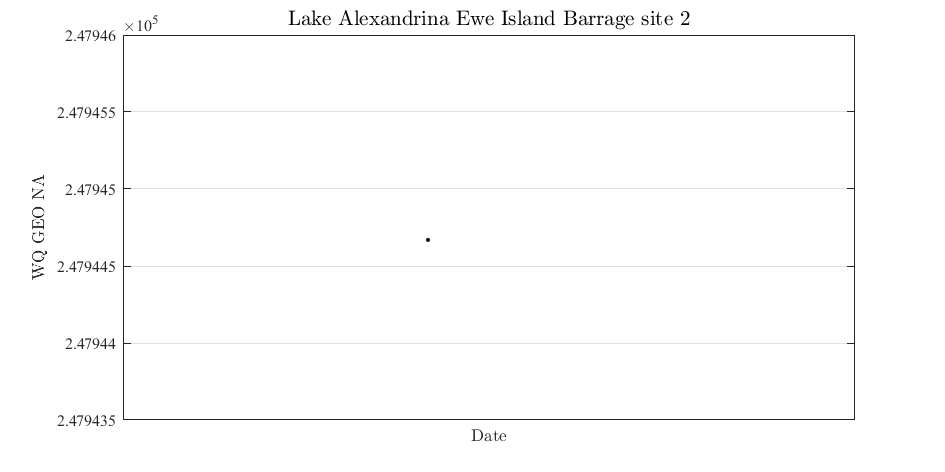 Lake Alexandrina Ewe Island Barrage site 2
×10^5
2.47946
2.479455
2.47945
2.479445
2.47944
2.479435
WQ GEO NA
Date